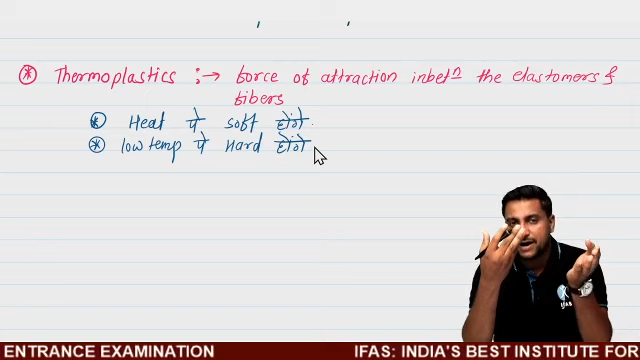 * Thermoplastics :→ force of attraction inbetn the elastomers &
fibers
* Heat पे soft होता
* low temp पे Hard होता
IFAS
ENTRANCE EXAMINATION IFAS: INDIA'S BEST INSTITUTE FOR